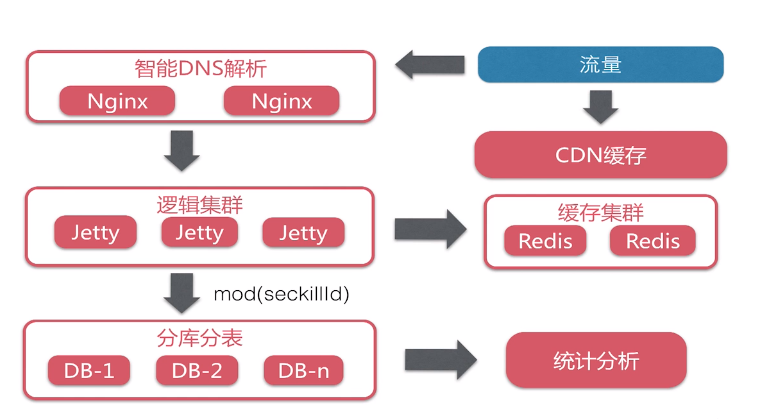 智能DNS解析
流量
Nginx
Nginx
CDN缓存
逻辑集群
缓存集群
Jetty
Jetty
Jetty
Redis
Redis
mod(seckillId)
分库分表
DB-1
DB-2
DB-n
统计分析